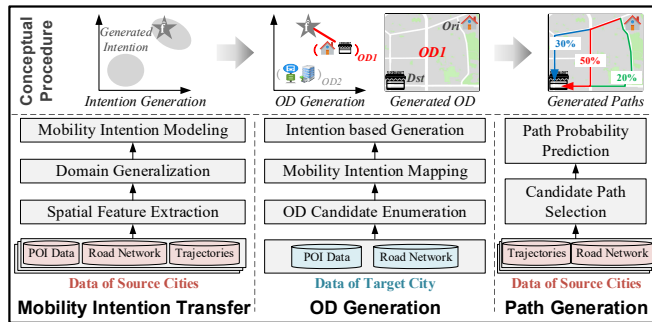 Conceptual
Procedure
Generated
Intention
F
Intention Generation
OD1
OD2
OD Generation
Ori
OD1
Dst
Generated OD
30%
50%
20%
Generated Paths
Mobility Intention Modeling
Domain Generalization
Spatial Feature Extraction
POI Data
Road Network
Trajectories
Data of Source Cities
Mobility Intention Transfer
Intention based Generation
Mobility Intention Mapping
OD Candidate Enumeration
POI Data
Road Network
Data of Target City
OD Generation
Path Probability
Prediction
Candidate Path
Selection
Trajectories
Road Network
Data of Source Cities
Path Generation